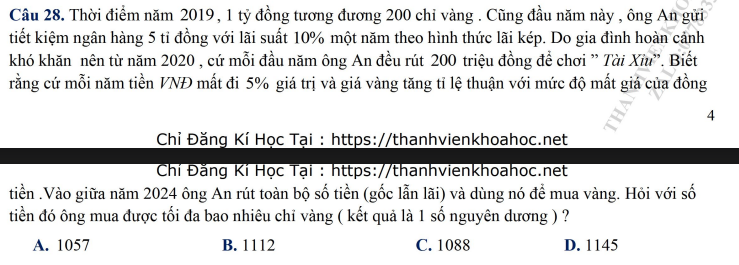 Câu 28. Thời điểm năm 2019, 1 tỷ đồng tương đương 200 chỉ vàng . Cũng đầu năm này , ông An gửi
tiết kiệm ngân hàng 5 tỉ đồng với lãi suất 10% một năm theo hình thức lãi kép. Do gia đình hoàn cảnh
khó khăn nên từ năm 2020 , cứ mỗi đầu năm ông An đều rút 200 triệu đồng để chơi " Tài Xỉu". Biết
rằng cứ mỗi năm tiền VNĐ mất đi 5% giá trị và giá vàng tăng tỉ lệ thuận với mức độ mất giá của đồng
4
Chỉ Đăng Kí Học Tại : https://thanhvienkhoahoc.net
Chỉ Đăng Kí Học Tại : https://thanhvienkhoahoc.net
tiền .Vào giữa năm 2024 ông An rút toàn bộ số tiền (gốc lẫn lãi) và dùng nó để mua vàng. Hỏi với số
tiền đó ông mua được tối đa bao nhiêu chỉ vàng ( kết quả là 1 số nguyên dương ) ?
A. 1057 B. 1112 C. 1088 D. 1145